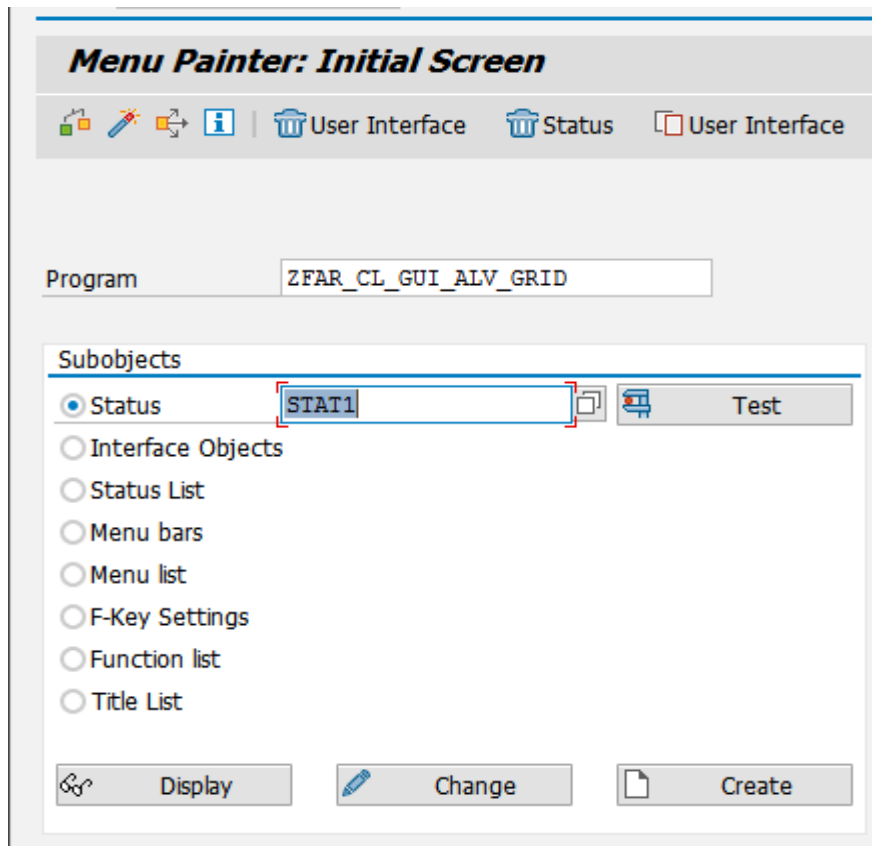 Menu Painter: Initial Screen
User Interface Status User Interface
Program ZFAR_CL_GUI_ALV_GRID
Subobjects
Status STAT1 Test
Interface Objects
Status List
Menu bars
Menu list
F-Key Settings
Function list
Title List
Display Change Create